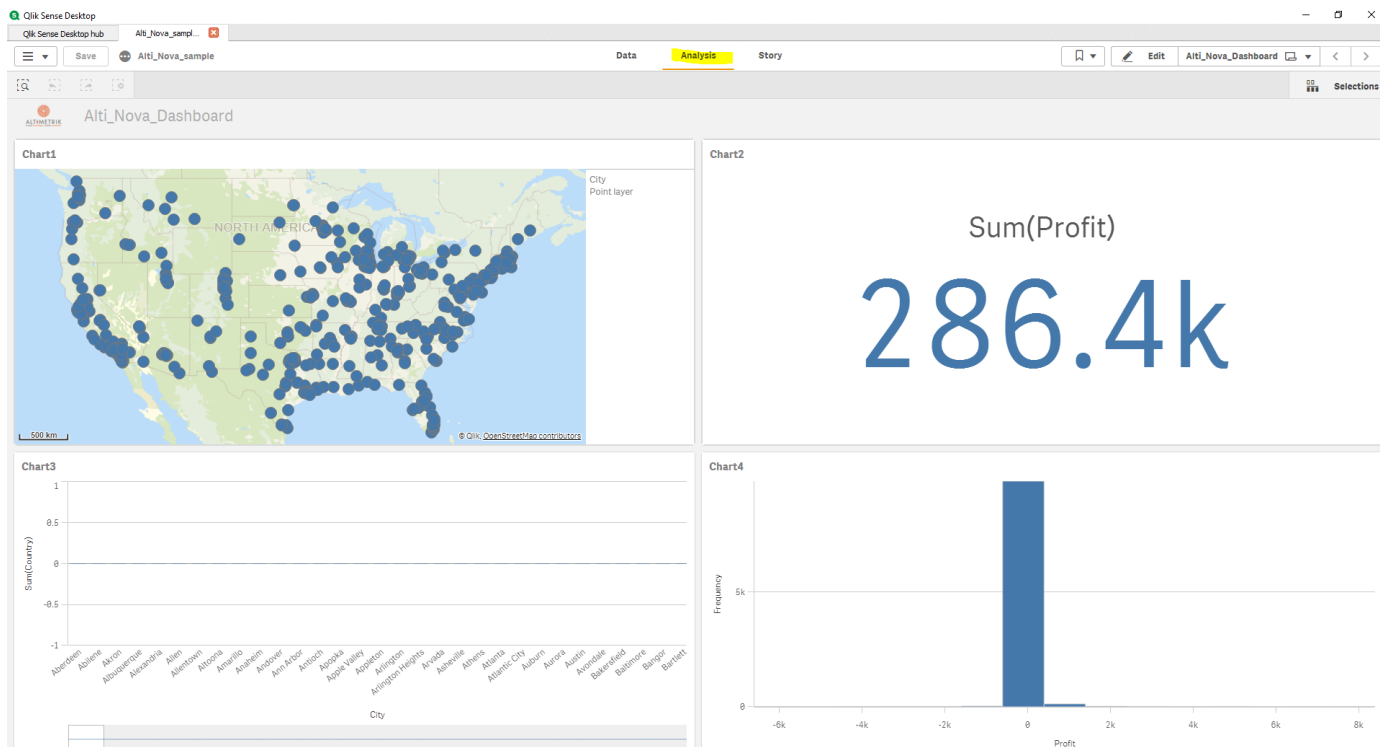 Qlik Sense Desktop
Qlik Sense Desktop hub
Alti_Nova_sampl...
Save
Alti_Nova_sample
Data
Analysis
Story
Edit
Alti_Nova_Dashboard
Selections
ALTIMETRIK
Alti_Nova_Dashboard
Chart1
City
Point layer
NORTH AMERICA
500 km
© Qlik, OpenStreetMap contributors
Chart2
Sum(Profit)
286.4k
Chart3
Sum(Country)
1
0.5
0
-0.5
-1
Aberdeen
Abilene
Akron
Albuquerque
Alexandria
Allen
Allentown
Altoona
Amarillo
Anaheim
Andover
Ann Arbor
Antioch
Apopka
Apple Valley
Appleton
Arlington
Arlington Heights
Arvada
Asheville
Athens
Atlanta
Atlantic City
Auburn
Aurora
Austin
Avondale
Bakersfield
Baltimore
Bangor
Bartlett
City
Chart4
Frequency
5k
0
-6k
-4k
-2k
0
2k
4k
6k
8k
Profit